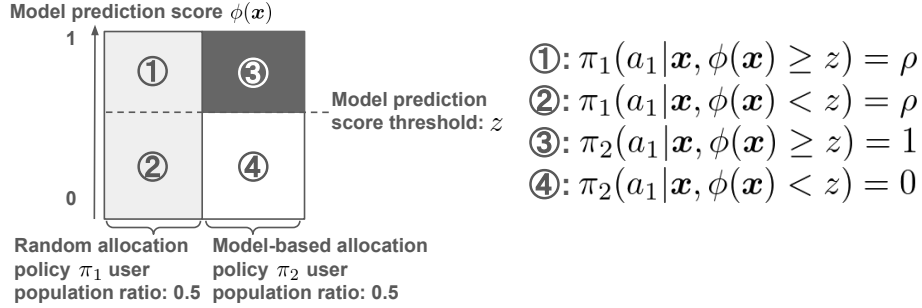 Model prediction score ϕ(𝒙)
1
①
③
Model prediction
score threshold: z
②
④
0
Random allocation
policy π₁ user
population ratio: 0.5
Model-based allocation
policy π₂ user
population ratio: 0.5
①: π₁(a₁|𝒙, ϕ(𝒙) ≥ z) = ρ
②: π₁(a₁|𝒙, ϕ(𝒙) < z) = ρ
③: π₂(a₁|𝒙, ϕ(𝒙) ≥ z) = 1
④: π₂(a₁|𝒙, ϕ(𝒙) < z) = 0